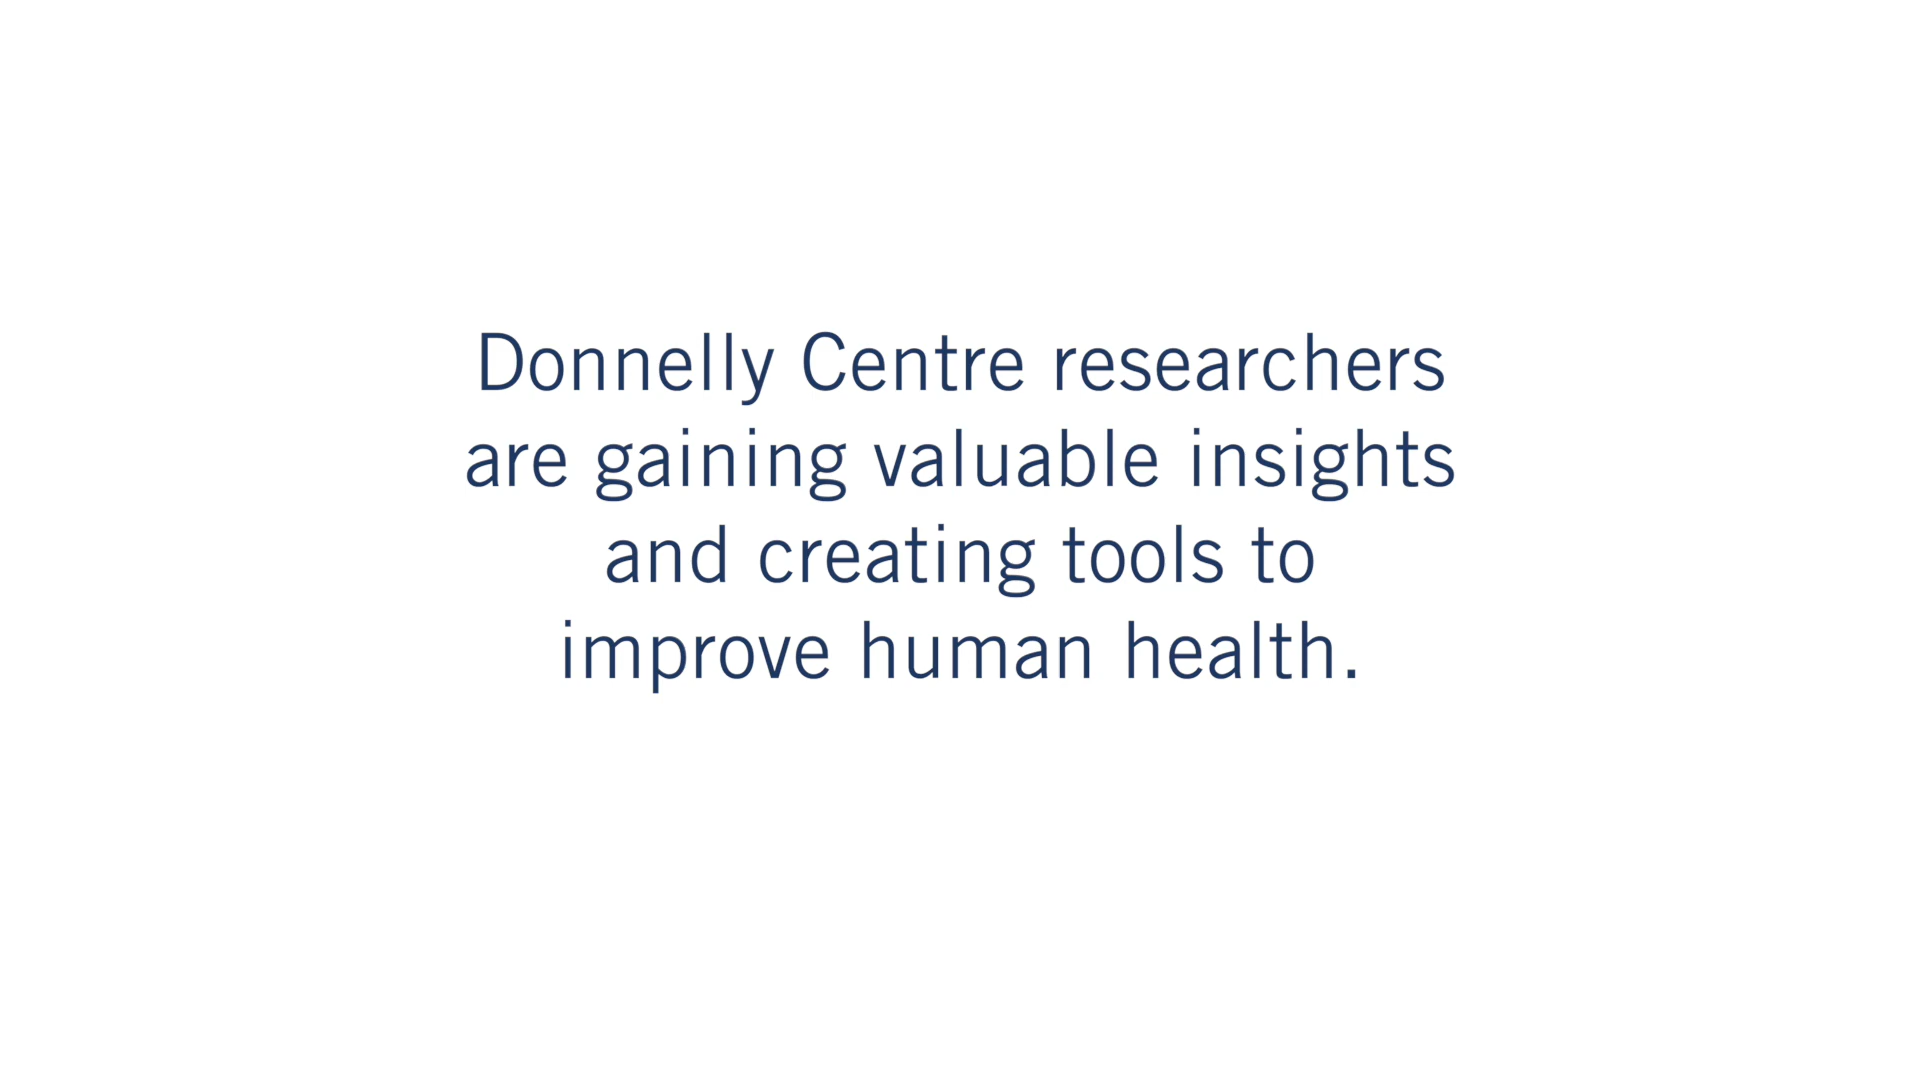 Donnelly Centre researchers
are gaining valuable insights
and creating tools to
improve human health.